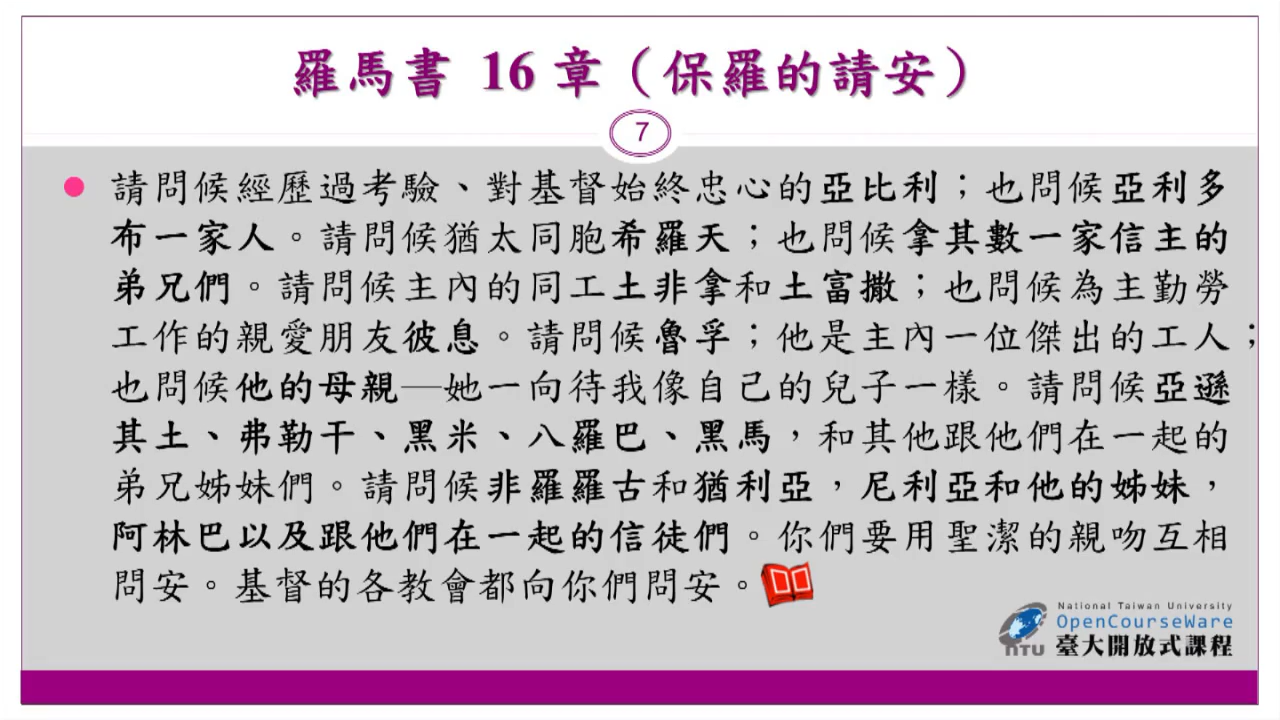 羅馬書 16 章（保羅的請安）
7
請問候經歷過考驗、對基督始終忠心的亞比利；也問候亞利多
布一家人。請問候猶太同胞希羅天；也問候拿其數一家信主的
弟兄們。請問候主內的同工土非拿和土富撒；也問候為主勤勞
工作的親愛朋友彼息。請問候魯孚；他是主內一位傑出的工人；
也問候他的母親─她一向待我像自己的兒子一樣。請問候亞遜
其土、弗勒干、黑米、八羅巴、黑馬，和其他跟他們在一起的
弟兄姊妹們。請問候非羅羅古和猶利亞，尼利亞和他的姊妹，
阿林巴以及跟他們在一起的信徒們。你們要用聖潔的親吻互相
問安。基督的各教會都向你們問安。
National Taiwan University
OpenCourseWare
NTU 臺大開放式課程